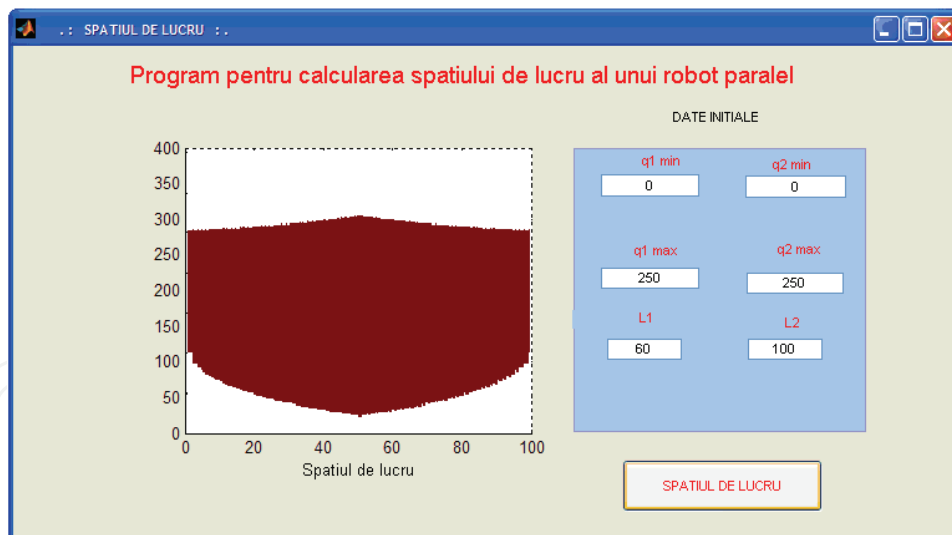 .: SPATIUL DE LUCRU :.
Program pentru calcularea spatiului de lucru al unui robot paralel
DATE INITIALE
400
350
300
250
200
150
100
50
0
0 20 40 60 80 100
Spatiul de lucru
q1 min q2 min
0 0
q1 max q2 max
250 250
L1 L2
60 100
SPATIUL DE LUCRU